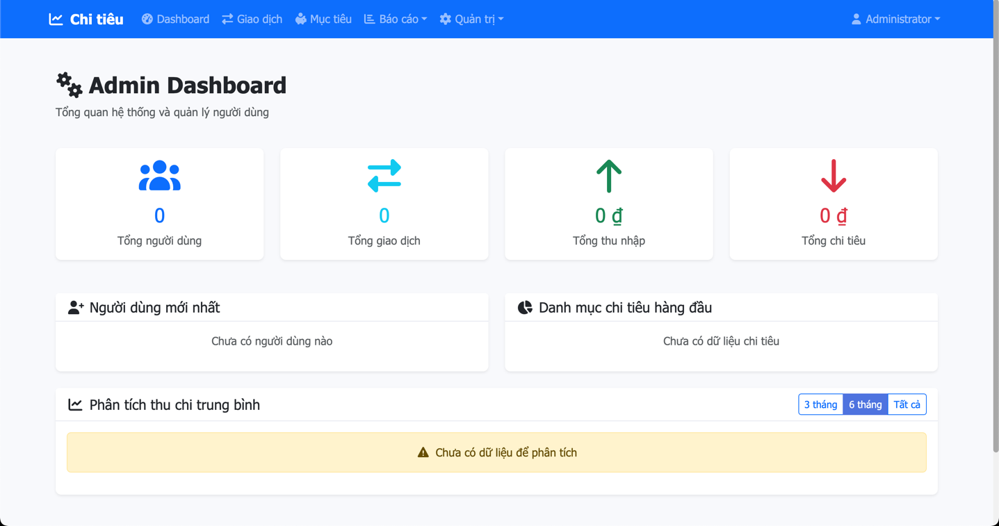 Chi tiêu Dashboard Giao dịch Mục tiêu Báo cáo Quản trị Administrator
Admin Dashboard
Tổng quan hệ thống và quản lý người dùng
0 0 0 ₫ 0 ₫
Tổng người dùng Tổng giao dịch Tổng thu nhập Tổng chi tiêu
Người dùng mới nhất Danh mục chi tiêu hàng đầu
Chưa có người dùng nào Chưa có dữ liệu chi tiêu
Phân tích thu chi trung bình 3 tháng 6 tháng Tất cả
Chưa có dữ liệu để phân tích